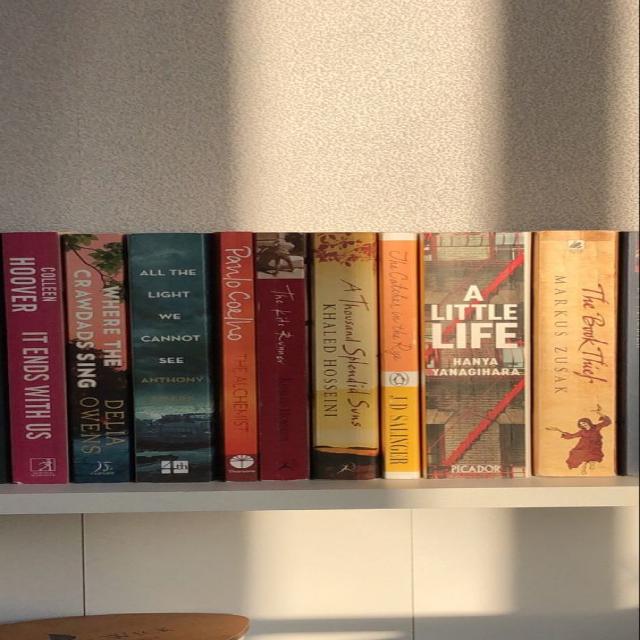 COLLEEN
HOOVER
IT ENDS WITH US
WHERE THE
CRAWDADS SING
DELIA
OWENS
ALL THE
LIGHT
WE
CANNOT
SEE
ANTHONY
4th
Paulo Coelho
THE ALCHEMIST
The Kite Runner
A Thousand Splendid Suns
KHALED HOSSEINI
The Catcher in the Rye
J.D. SALINGER
A
LITTLE
LIFE
HANYA
YANAGIHARA
PICADOR
The Book Thief
MARKUS ZUSAK